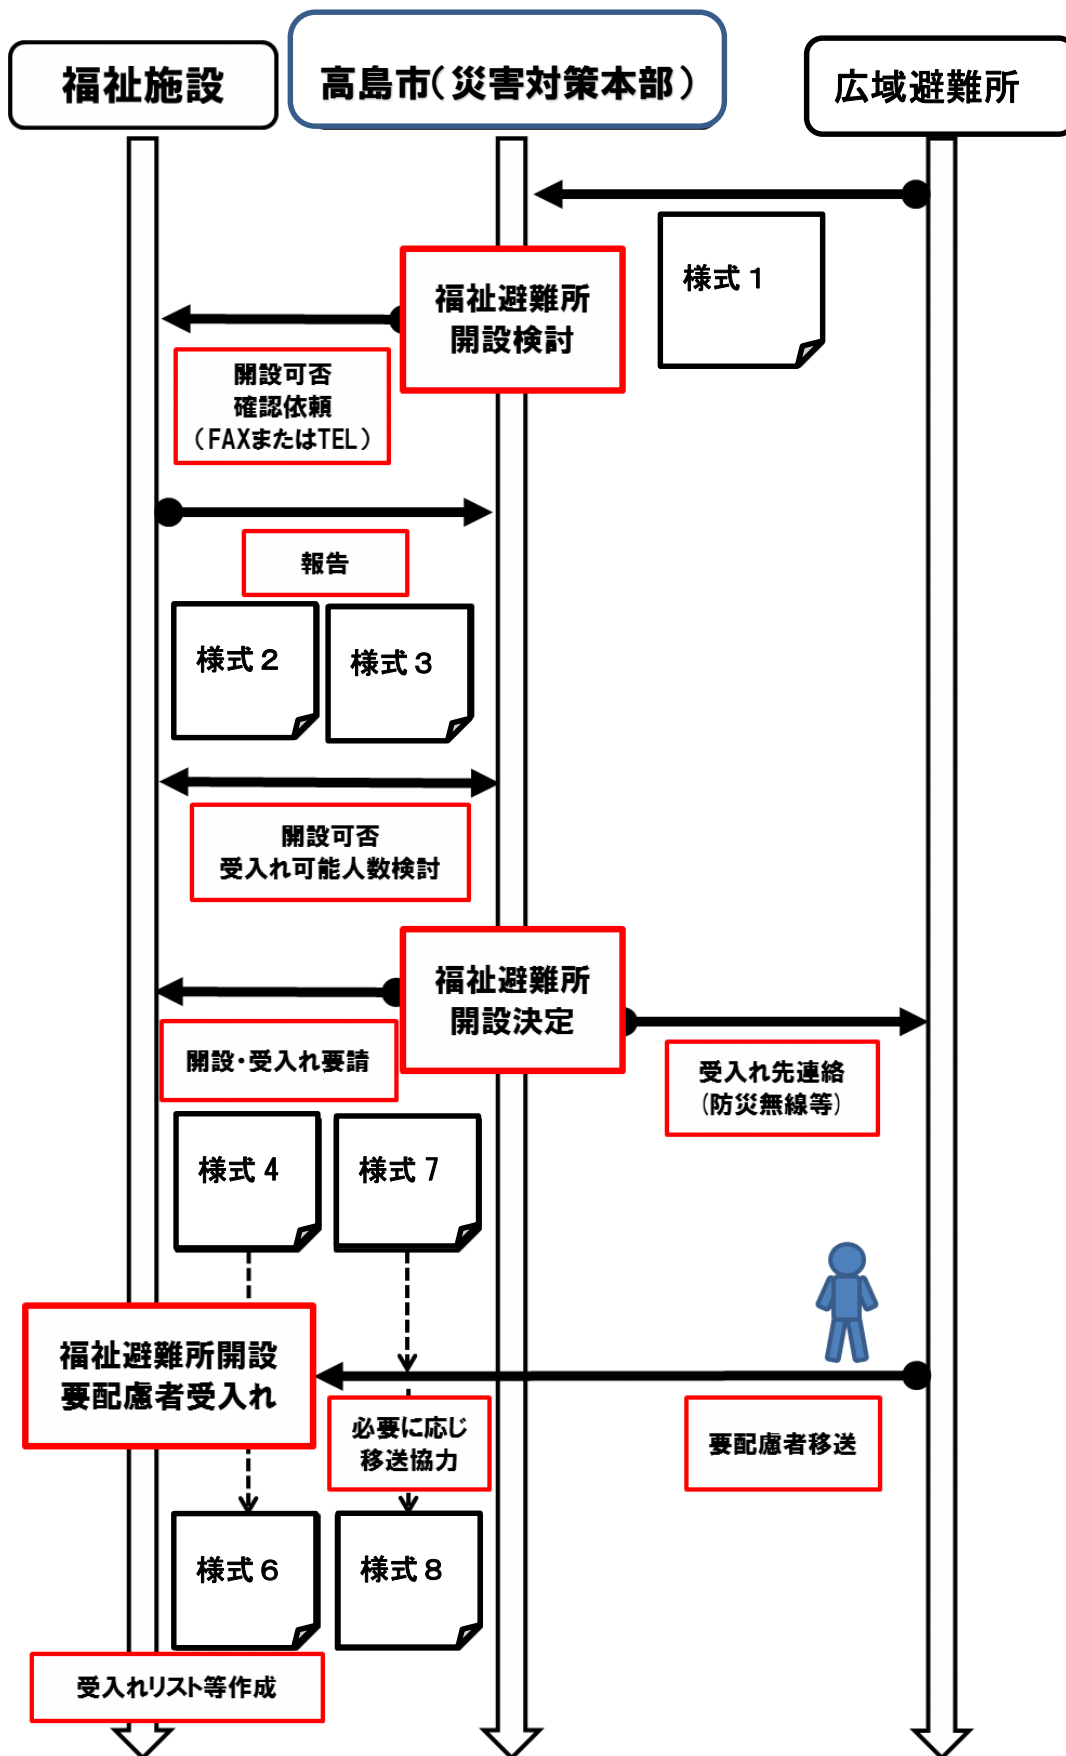 福祉施設
高島市（災害対策本部）
広域避難所
様式１
福祉避難所
開設検討
開設可否
確認依頼
（FAXまたはTEL）
報告
様式２
様式３
開設可否
受入れ可能人数検討
福祉避難所
開設決定
開設・受入れ要請
受入れ先連絡
(防災無線等)
様式４
様式７
福祉避難所開設
要配慮者受入れ
必要に応じ
移送協力
要配慮者移送
様式６
様式８
受入れリスト等作成